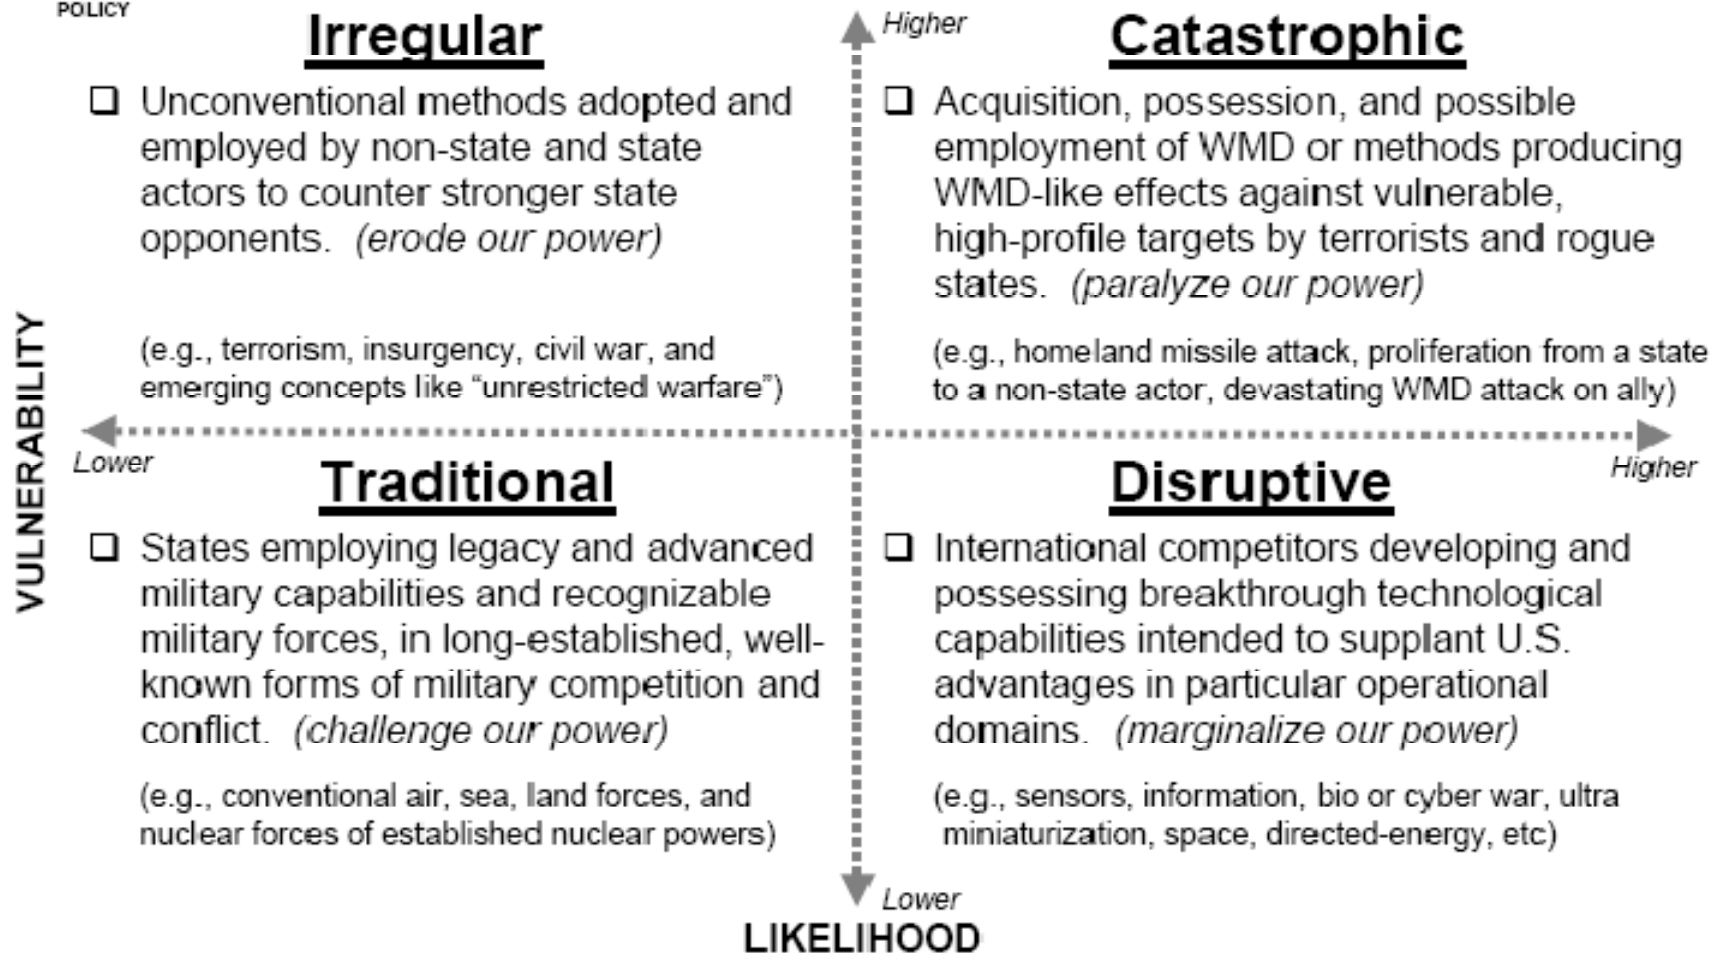 POLICY
Irregular
❑ Unconventional methods adopted and
employed by non-state and state
actors to counter stronger state
opponents. (erode our power)
(e.g., terrorism, insurgency, civil war, and
emerging concepts like “unrestricted warfare”)
Higher
Catastrophic
❑ Acquisition, possession, and possible
employment of WMD or methods producing
WMD-like effects against vulnerable,
high-profile targets by terrorists and rogue
states. (paralyze our power)
(e.g., homeland missile attack, proliferation from a state
to a non-state actor, devastating WMD attack on ally)
VULNERABILITY
Lower
Higher
Traditional
❑ States employing legacy and advanced
military capabilities and recognizable
military forces, in long-established, well-
known forms of military competition and
conflict. (challenge our power)
(e.g., conventional air, sea, land forces, and
nuclear forces of established nuclear powers)
Disruptive
❑ International competitors developing and
possessing breakthrough technological
capabilities intended to supplant U.S.
advantages in particular operational
domains. (marginalize our power)
(e.g., sensors, information, bio or cyber war, ultra
miniaturization, space, directed-energy, etc)
Lower
LIKELIHOOD